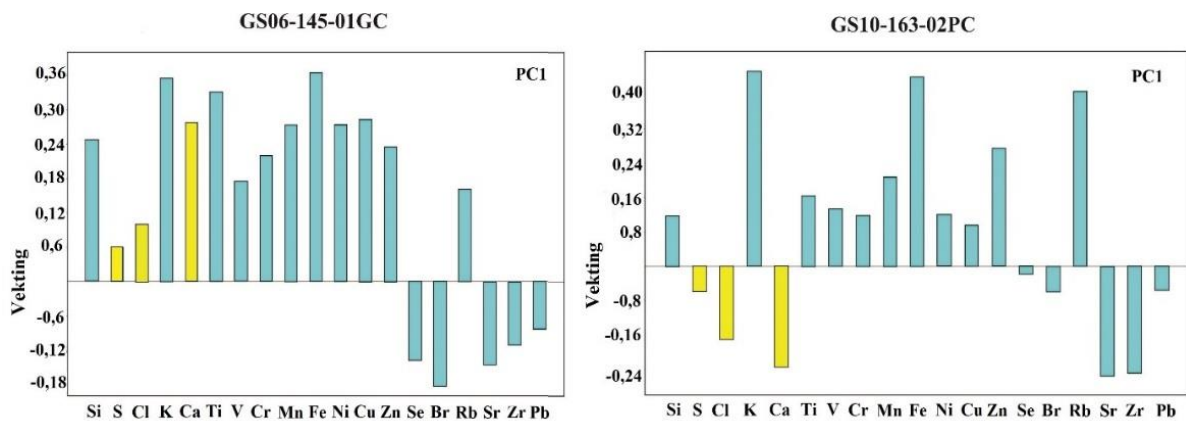 GS06-145-01GC
PC1
0,36
0,30
0,24
0,18
0,12
0,6
-0,6
-0,12
-0,18
Vekting
Si S Cl K Ca Ti V Cr Mn Fe Ni Cu Zn Se Br Rb Sr Zr Pb
GS10-163-02PC
PC1
0,40
0,32
0,24
0,16
0,8
-0,8
-0,16
-0,24
Vekting
Si S Cl K Ca Ti V Cr Mn Fe Ni Cu Zn Se Br Rb Sr Zr Pb